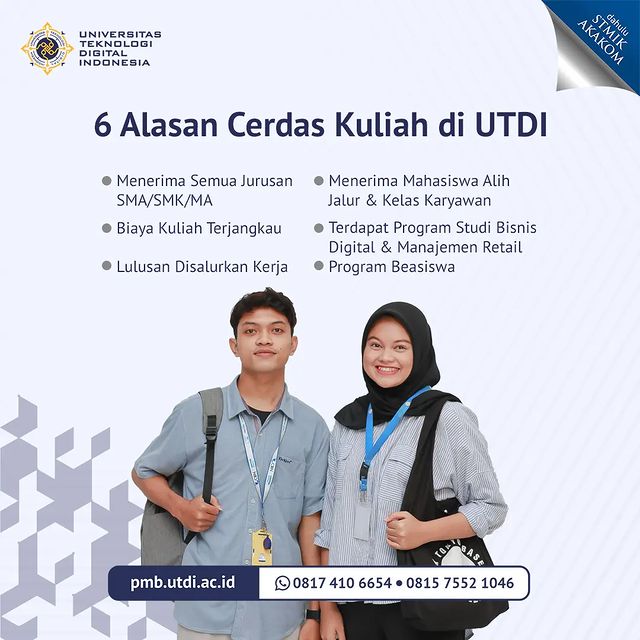 UNIVERSITAS
TEKNOLOGI
DIGITAL
INDONESIA
dahulu
STMIK
AKAKOM
6 Alasan Cerdas Kuliah di UTDI
Menerima Semua Jurusan
SMA/SMK/MA
Biaya Kuliah Terjangkau
Lulusan Disalurkan Kerja
Menerima Mahasiswa Alih
Jalur & Kelas Karyawan
Terdapat Program Studi Bisnis
Digital & Manajemen Retail
Program Beasiswa
pmb.utdi.ac.id
0817 410 6654 • 0815 7552 1046